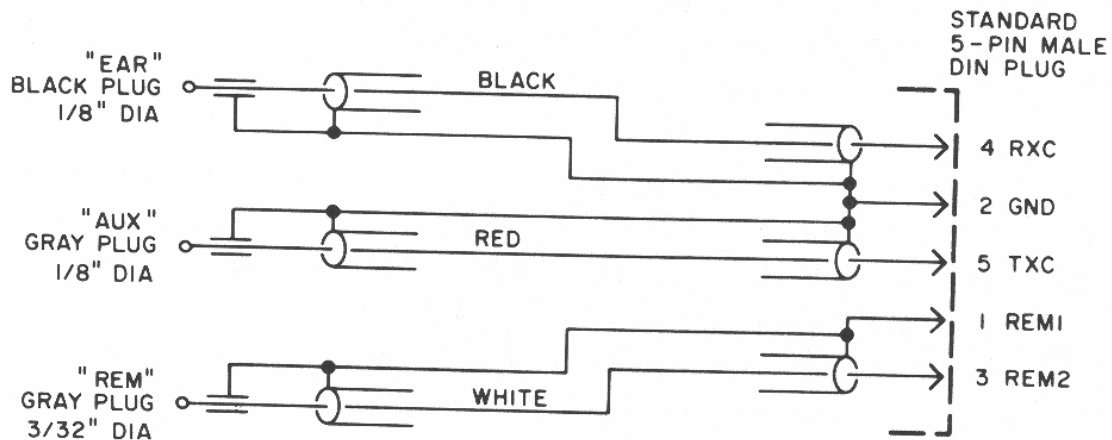 STANDARD
5-PIN MALE
DIN PLUG
"EAR"
BLACK PLUG
1/8" DIA
BLACK
4 RXC
2 GND
"AUX"
GRAY PLUG
1/8" DIA
RED
5 TXC
1 REM1
"REM"
GRAY PLUG
3/32" DIA
WHITE
3 REM2